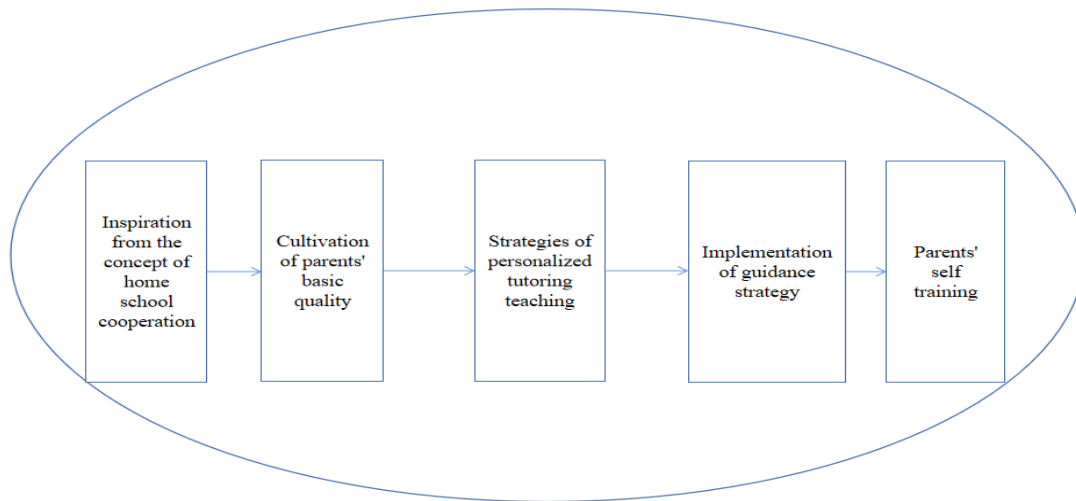 Inspiration
from the
concept of
home
school
cooperation
Cultivation
of parents'
basic
quality
Strategies of
personalized
tutoring
teaching
Implementation
of guidance
strategy
Parents'
self
training